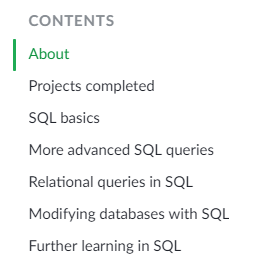 CONTENTS
About
Projects completed
SQL basics
More advanced SQL queries
Relational queries in SQL
Modifying databases with SQL
Further learning in SQL